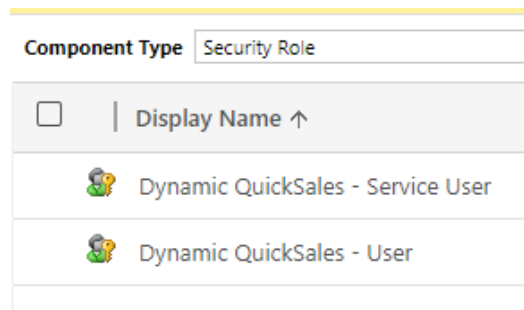 Component Type Security Role
Display Name ↑
Dynamic QuickSales - Service User
Dynamic QuickSales - User